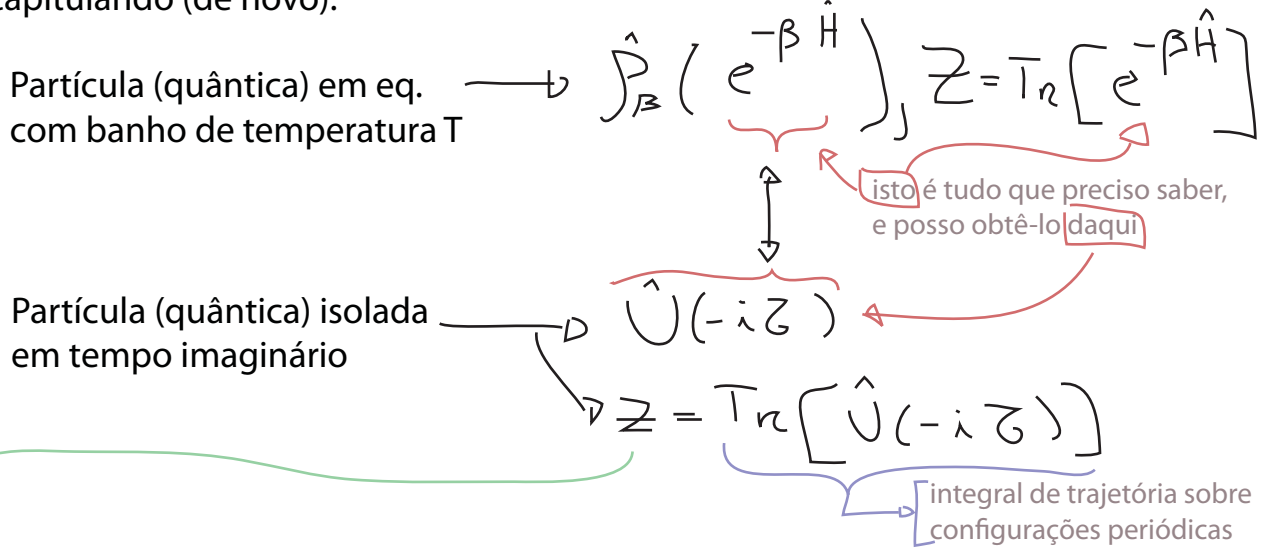 capitulando (de novo):
Partícula (quântica) em eq.
com banho de temperatura T
ρ̂_β ( e^{-β Ĥ} ), Z = Tr[ e^{-βĤ} ]
isto é tudo que preciso saber,
e posso obtê-lo daqui
Partícula (quântica) isolada
em tempo imaginário
Û(-iτ)
Z = Tr[ Û(-iτ) ]
integral de trajetória sobre
configurações periódicas